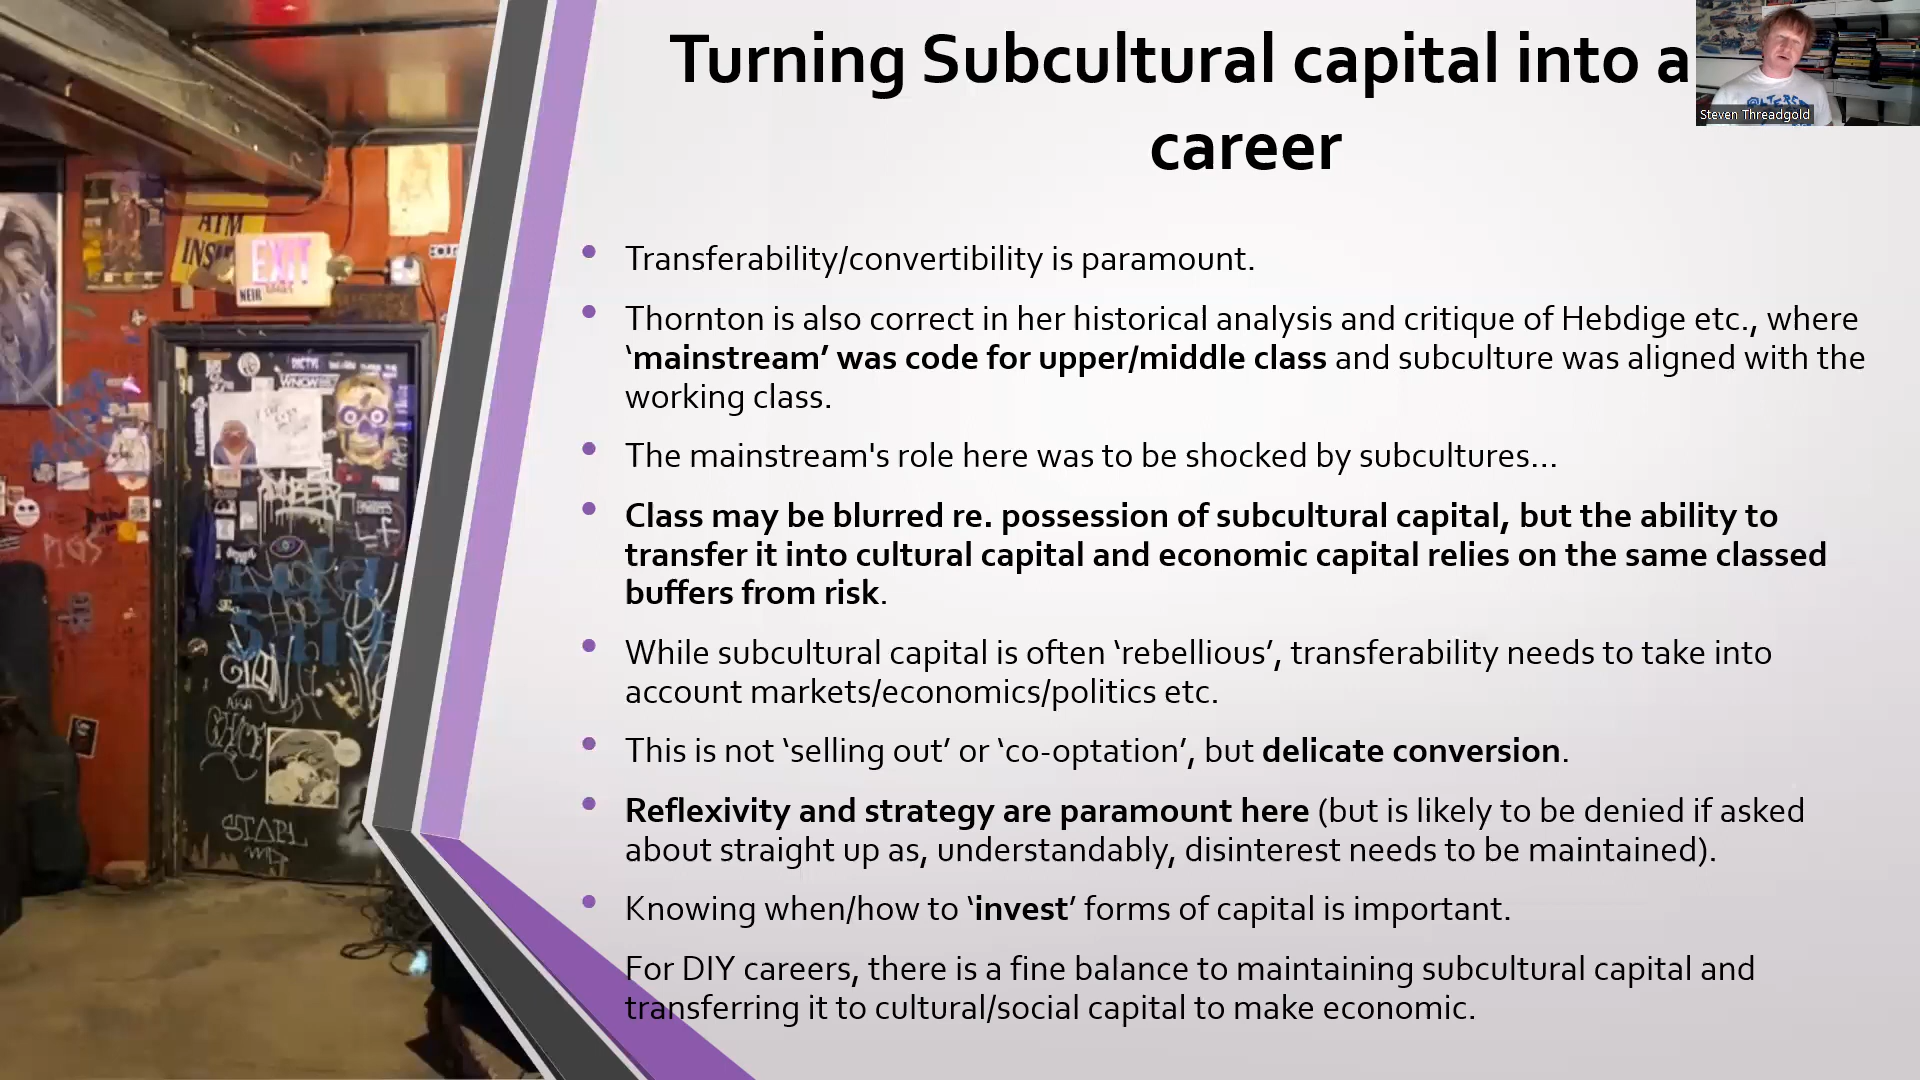 Turning Subcultural capital into a
career
Steven Threadgold
• Transferability/convertibility is paramount.
• Thornton is also correct in her historical analysis and critique of Hebdige etc., where
‘mainstream’ was code for upper/middle class and subculture was aligned with the
working class.
• The mainstream's role here was to be shocked by subcultures…
• Class may be blurred re. possession of subcultural capital, but the ability to
transfer it into cultural capital and economic capital relies on the same classed
buffers from risk.
• While subcultural capital is often ‘rebellious’, transferability needs to take into
account markets/economics/politics etc.
• This is not ‘selling out’ or ‘co-optation’, but delicate conversion.
• Reflexivity and strategy are paramount here (but is likely to be denied if asked
about straight up as, understandably, disinterest needs to be maintained).
• Knowing when/how to ‘invest’ forms of capital is important.
For DIY careers, there is a fine balance to maintaining subcultural capital and
transferring it to cultural/social capital to make economic.
ATM
EXIT
NEIR
PIGS